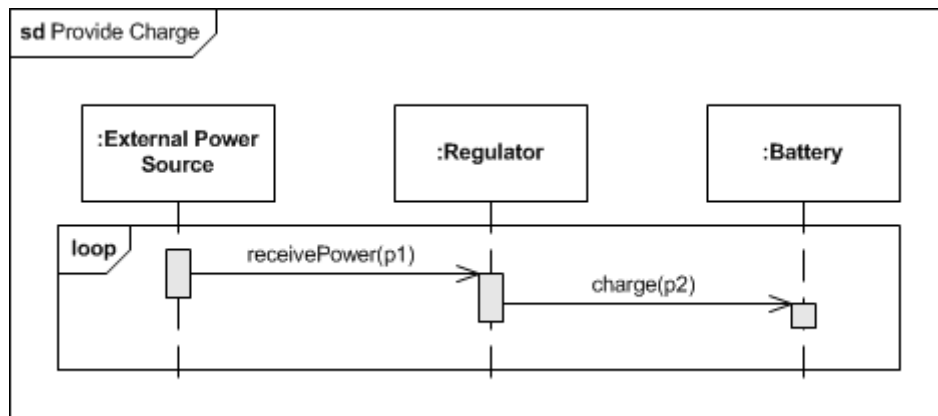 sd Provide Charge
:External Power
Source
:Regulator
:Battery
loop
receivePower(p1)
charge(p2)